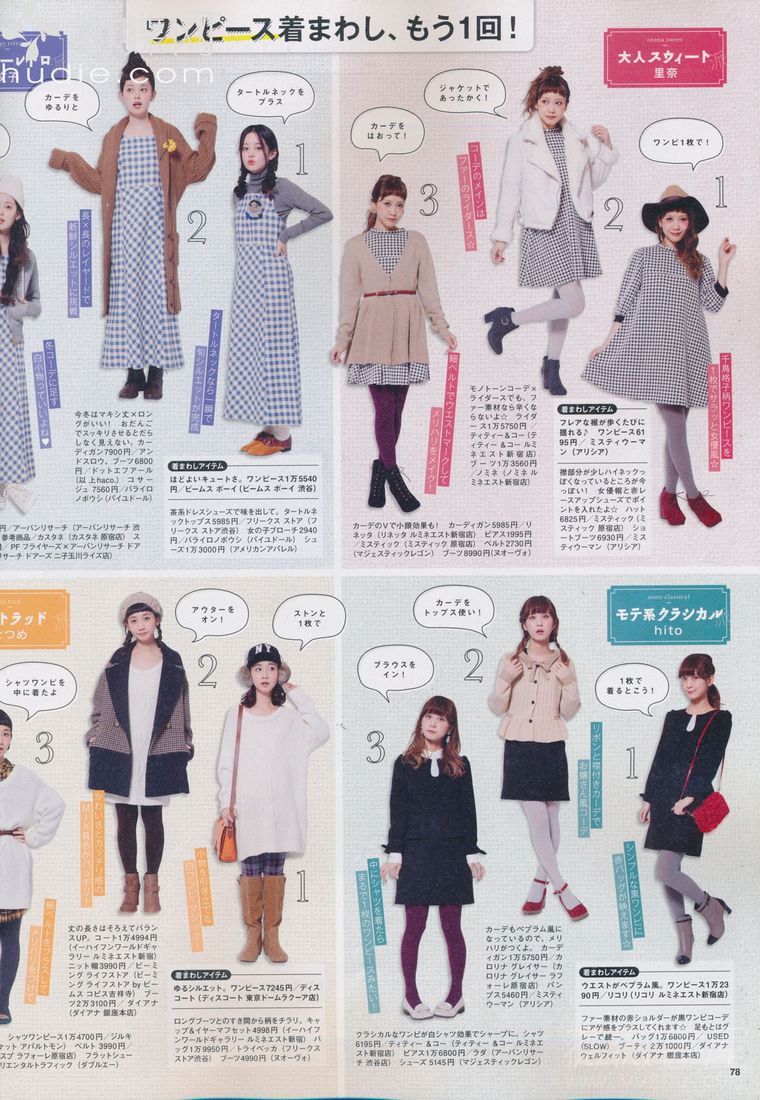 ワンピース着まわし、もう1回!
hudie.com
otona sweet
大人スウィート
里奈
カーデを
ゆるりと
タートルネックを
プラス
1
2
長×長のレイヤードで
新鮮シルエットに挑戦
冬コーデに足す
白小物っていいよね♥
タートルネックなら一瞬で
旬シルエットが完成
今冬はマキシ丈×ロン
グがいい! おだんご
でスッキリさせるとだら
しなく見えない。カー
ディガン7900円/アン
ドスロウ、ブーツ6800
円/ドットエフアール
(以上haco.) コサー
ジュ7560円/パライロ
ノボウシ(パイユドール)
着まわしアイテム
ほどよいキュートさ。ワンピース1万5540
円/ビームス ボーイ(ビームス ボーイ 渋谷)
茶系ドレスシューズで味を出して。タートル
ネックトップス5985円/フリークス ストア(フ
リークス ストア渋谷) 女の子ブローチ2940
円/パライロノボウシ(パイユドール) シュ
ーズ1万3000円(アメリカンアパレル)
円/アーバンリサーチ(アーバンリサーチ 渋
参考商品/カスタネ(カスタネ 原宿店)
/PF フライヤーズ×アーバンリサーチ ドア
リサーチ ドアーズ 二子玉川ライズ店)
ジャケットで
あったかく!
カーデを
はおって!
ワンピ1枚で!
3
2
1
コーデのメインは
ファーのライダース☆
細ベルトでウエストマークして
メリハリをメイク!
千鳥格子柄ワンピースを
1枚でサラッと女優風☆
モノトーンコーデ×
ライダースでも、フ
ァー素材なら辛くな
らないよ☆ ライダ
ース1万5750円/
ティティー&コー(テ
ィティー &コー ルミ
ネエスト新宿店)
ブーツ1万3560円
/ノミネ(ノミネ ル
ミネエスト新宿店)
着まわしアイテム
フレアな裾が歩くたびに
揺れる♪ ワンピース61
95円/ミスティウーマ
ン(アリシア)
襟部分が少しハイネックっ
ぽくなっているところが今
っぽい! 女優帽と赤レ
ースアップシューズでポイ
ントを入れたよ☆ ハット
6825円/ミスティック(ミ
スティック 原宿店) ショ
ートブーツ6930円/ミス
ティウーマン(アリシア)
カーデのVで小顔効果も! カーディガン5985円/リ
ネッタ(リネッタ ルミネエスト新宿店) ピアス1995円
/ミスティック(ミスティック 原宿店) ベルト2730円
(マジェスティックレゴン) ブーツ8990円(ヌオーヴォ)
トラッド
つめ
アウターを
オン!
ストンと
1枚で
シャツワンピを
中に着たよ
3
2
1
NY
かわいさとカッチリ感の
MIX具合がバッチリ!
小物を引き立てる
白ワンピマジック
細ベルトをプラスして
メリハリをつけて
丈の長さはそろえてバラン
スUP。コート1万4994円
(イーハイフンワールドギャ
ラリー ルミネエスト新宿)
ニット帽3990円/ビーミ
ング ライフストア(ビーミ
ング ライフストア by ビー
ムス コピス吉祥寺) ブー
ツ2万3100円/ダイアナ
(ダイアナ 銀座本店)
着まわしアイテム
ゆるシルエット。ワンピース7245円/ディス
コート(ディスコート 東京ドームラクーア店)
ロングブーツとのすき間から柄をチラリ。キャ
ップ&イヤーマフセット4998円(イーハイフ
ンワールドギャラリー ルミネエスト新宿) バ
ッグ1万9950円/トライベッカ(フリークス
ストア渋谷) ブーツ4990円(ヌオーヴォ)
シャツワンピース1万4700円/ジルキ
ケット アパルトモン) ベルト3990円/
スプ ラフォーレ原宿店) フラットシュー
リエンタルトラフィック(ダブルエー)
mote classical
モテ系クラシカル
hito
カーデを
トップス使い!
ブラウスを
イン!
1枚で
着るとこう!
3
2
1
リボンと襟付きカーデで
お嬢さん風コーデ
シンプルな黒ワンピに
赤バッグが映えます☆
中にシャツを着たら
まるで1枚のワンピースみたい!
カーデもペプラム風に
なっているので、メリ
ハリがつくよ。カーデ
ィガン1万5750円/カ
ロリナ グレイサー(カ
ロリナ グレイサー ラ
フォーレ原宿店) パン
プス5460円/ミスティ
ウーマン(アリシア)
着まわしアイテム
ウエストがペプラム風。ワンピース1万23
90円/リコリ(リコリ ルミネエスト新宿店)
ファー素材の赤ショルダーが黒ワンピコーデ
にアゲ感をプラスしてくれます☆ 足もとはグ
レーで統一。バッグ1万6800円/USED
(SLOW) ブーティ2万1000円/ダイアナ
ウェルフィット(ダイアナ 銀座本店)
クラシカルなワンピが白シャツ効果でシャープに。シャツ
6195円/ティティー &コー(ティティー &コー ルミネエス
ト新宿店) ピアス1万6800円/ラダ(アーバンリサー
チ 渋谷店) シューズ5145円(マジェスティックレゴン)
78